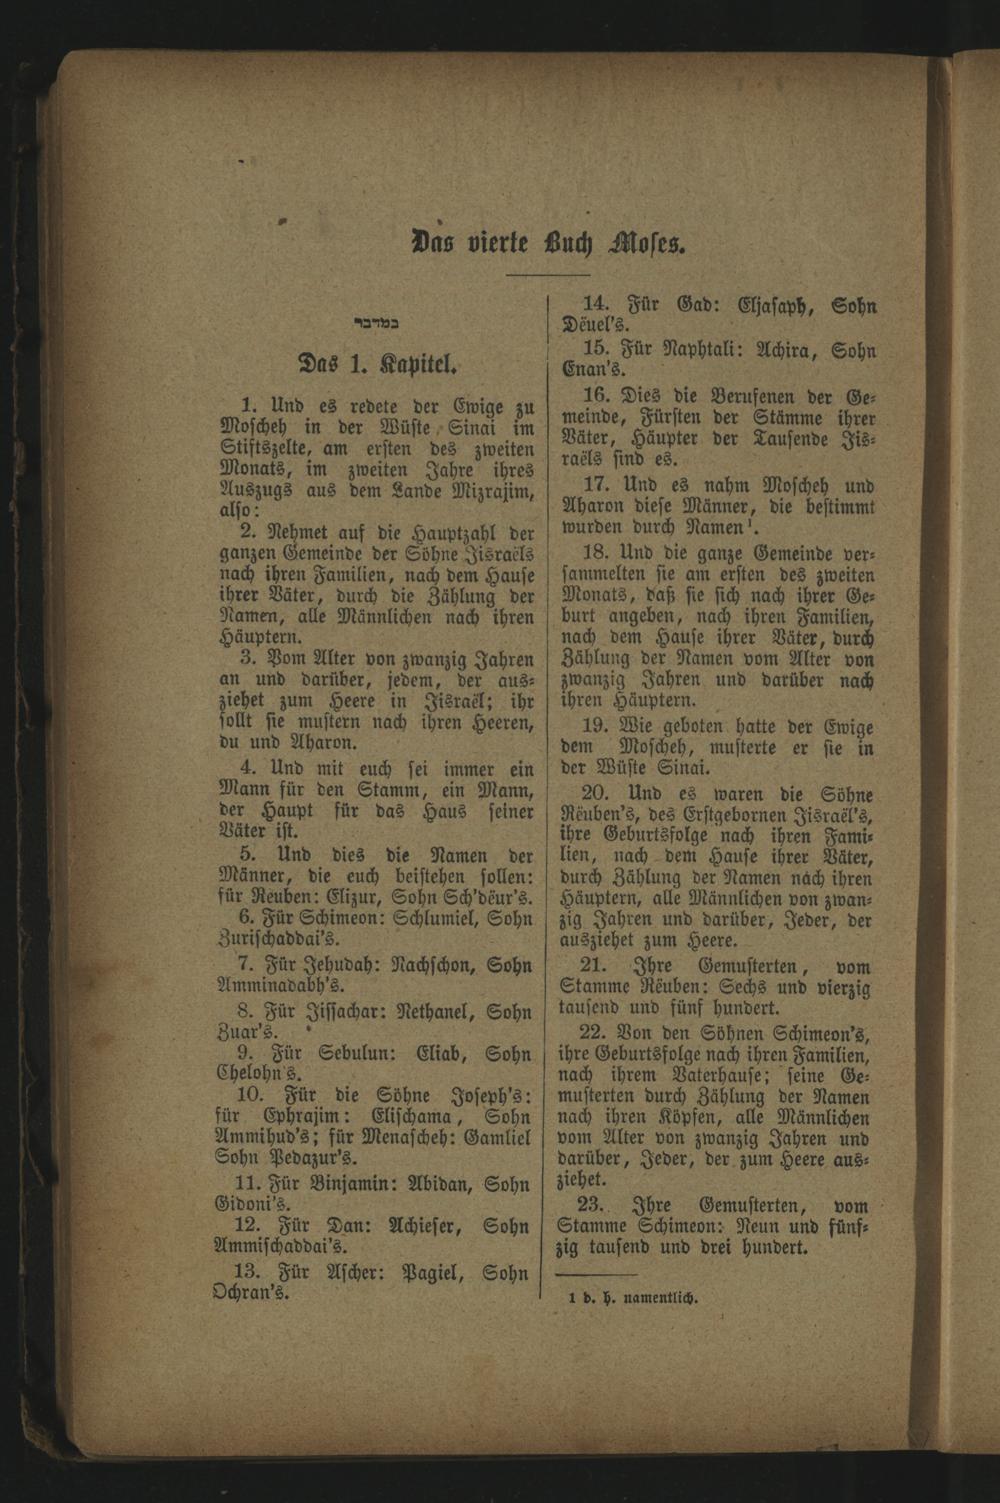 Das vierte Buch Moses.
במדבר
Das 1. Kapitel.
1. Und es redete der Ewige zu
Moscheh in der Wüste Sinai im
Stiftszelte, am ersten des zweiten
Monats, im zweiten Jahre ihres
Auszugs aus dem Lande Mizrajim,
also:
2. Nehmet auf die Hauptzahl der
ganzen Gemeinde der Söhne Jisraëls
nach ihren Familien, nach dem Hause
ihrer Väter, durch die Zählung der
Namen, alle Männlichen nach ihren
Häuptern.
3. Vom Alter von zwanzig Jahren
an und darüber, jedem, der aus-
ziehet zum Heere in Jisraël; ihr
sollt sie mustern nach ihren Heeren,
du und Aharon.
4. Und mit euch sei immer ein
Mann für den Stamm, ein Mann,
der Haupt für das Haus seiner
Väter ist.
5. Und dies die Namen der
Männer, die euch beistehen sollen:
für Rëuben: Elizur, Sohn Sch'dëur's.
6. Für Schimeon: Schlumiel, Sohn
Zurischaddai's.
7. Für Jehudah: Nachschon, Sohn
Amminadabh's.
8. Für Jissachar: Nethanel, Sohn
Zuar's.
9. Für Sebulun: Eliab, Sohn
Chelohn's.
10. Für die Söhne Joseph's:
für Ephrajim: Elischama, Sohn
Ammihud's; für Menascheh: Gamliel
Sohn Pedazur's.
11. Für Binjamin: Abidan, Sohn
Gidoni's.
12. Für Dan: Achieser, Sohn
Ammischaddai's.
13. Für Ascher: Pagiel, Sohn
Ochran's.
14. Für Gad: Eljasaph, Sohn
Dëuel's.
15. Für Naphtali: Achira, Sohn
Enan's.
16. Dies die Berufenen der Ge-
meinde, Fürsten der Stämme ihrer
Väter, Häupter der Tausende Jis-
raëls sind es.
17. Und es nahm Moscheh und
Aharon diese Männer, die bestimmt
wurden durch Namen¹.
18. Und die ganze Gemeinde ver-
sammelten sie am ersten des zweiten
Monats, daß sie sich nach ihrer Ge-
burt angeben, nach ihren Familien,
nach dem Hause ihrer Väter, durch
Zählung der Namen vom Alter von
zwanzig Jahren und darüber nach
ihren Häuptern.
19. Wie geboten hatte der Ewige
dem Moscheh, musterte er sie in
der Wüste Sinai.
20. Und es waren die Söhne
Rëuben's, des Erstgebornen Jisraël's,
ihre Geburtsfolge nach ihren Fami-
lien, nach dem Hause ihrer Väter,
durch Zählung der Namen nach ihren
Häuptern, alle Männlichen von zwan-
zig Jahren und darüber, Jeder, der
ausziehet zum Heere.
21. Ihre Gemusterten, vom
Stamme Rëuben: Sechs und vierzig
tausend und fünf hundert.
22. Von den Söhnen Schimeon's,
ihre Geburtsfolge nach ihren Familien,
nach ihrem Vaterhause; seine Ge-
musterten durch Zählung der Namen
nach ihren Köpfen, alle Männlichen
vom Alter von zwanzig Jahren und
darüber, Jeder, der zum Heere aus-
ziehet.
23. Ihre Gemusterten, vom
Stamme Schimeon: Neun und fünf-
zig tausend und drei hundert.
1 d. h. namentlich.